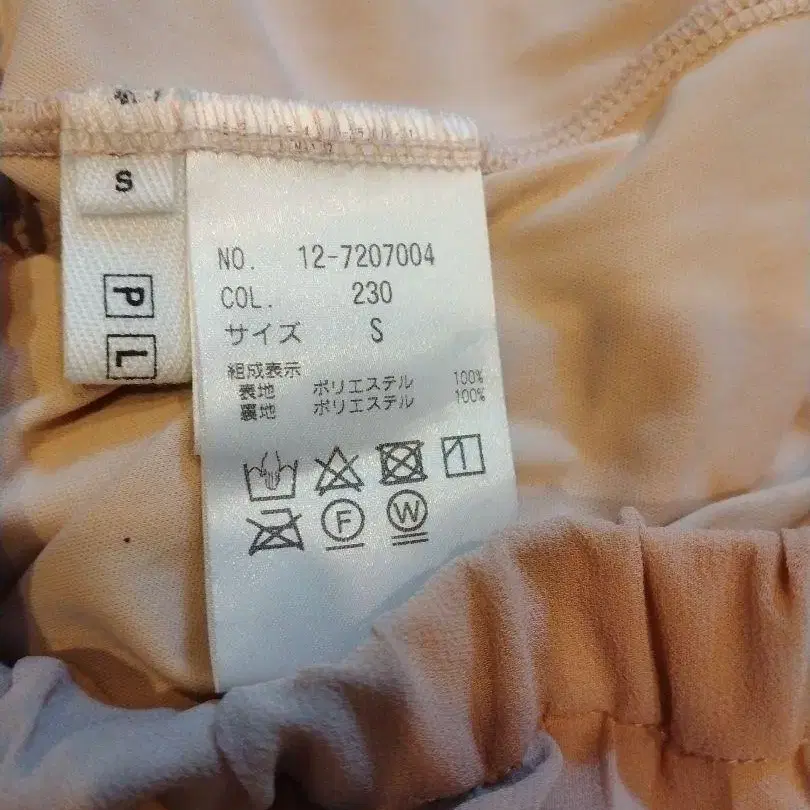 S
P
L
NO. 12-7207004
COL. 230
サイズ S
組成表示
表地 ポリエステル 100%
裏地 ポリエステル 100%
F
W